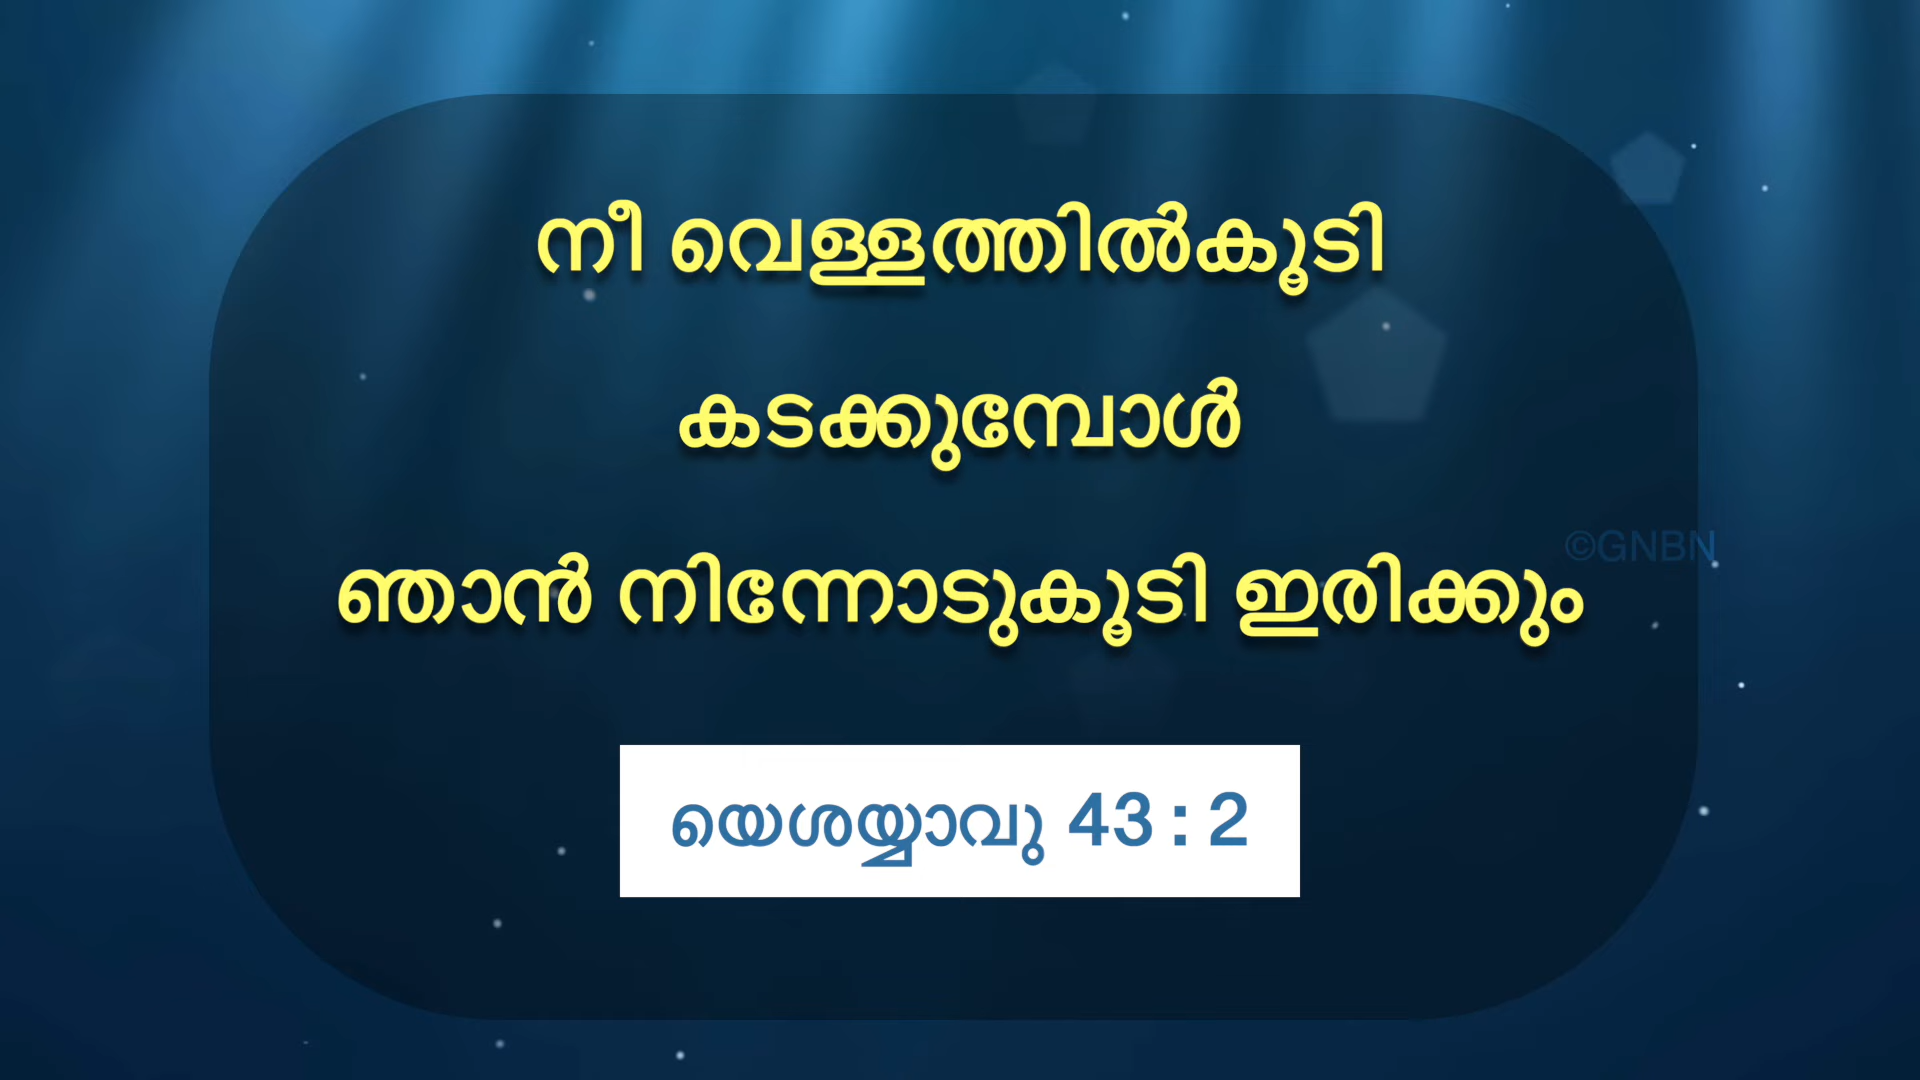 നീ വെള്ളത്തിൽകൂടി
കടക്കുമ്പോൾ
©GNBN
ഞാൻ നിന്നോടുകൂടി ഇരിക്കും
യെശയ്യാവു 43 : 2